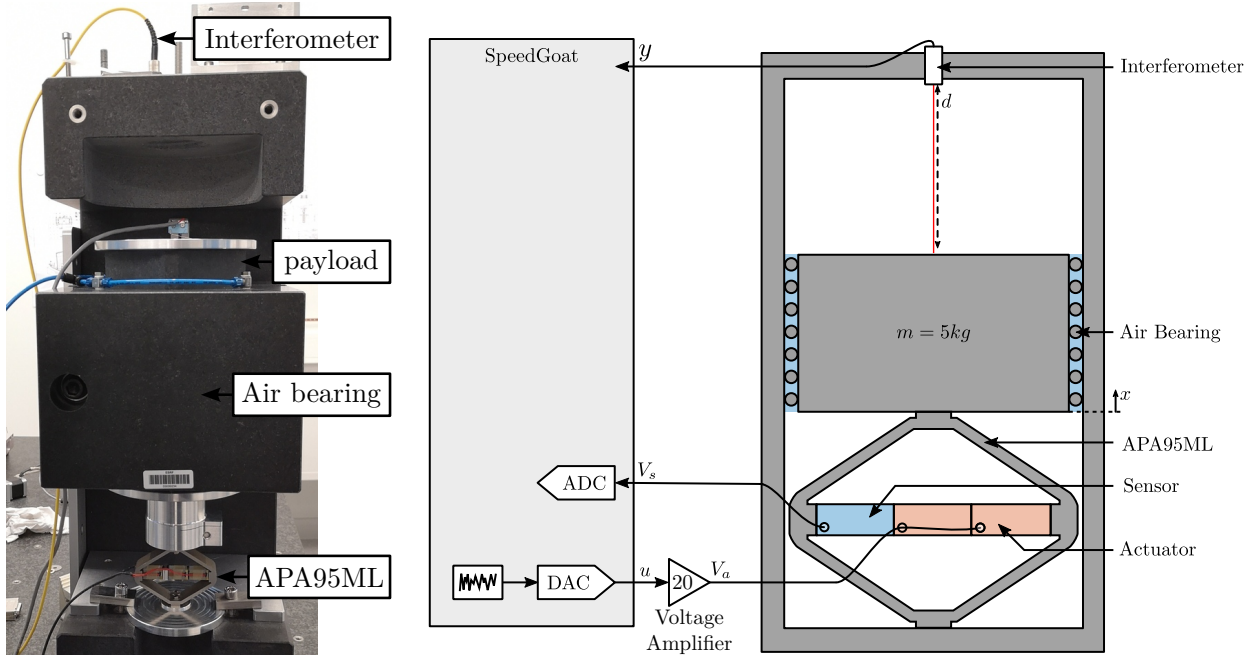 Interferometer
payload
Air bearing
APA95ML
SpeedGoat
y
Interferometer
d
m = 5kg
Air Bearing
x
APA95ML
V_s
ADC
Sensor
Actuator
DAC
u
20
V_a
Voltage
Amplifier